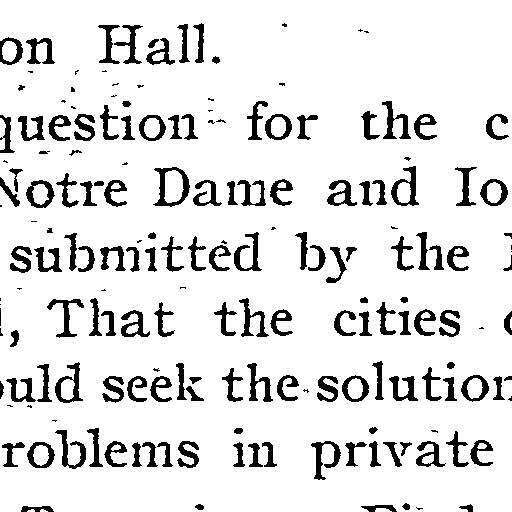 on Hall.
question for the c
Notre Dame and Io
submitted by the
, That the cities
ould seek the solution
roblems in private